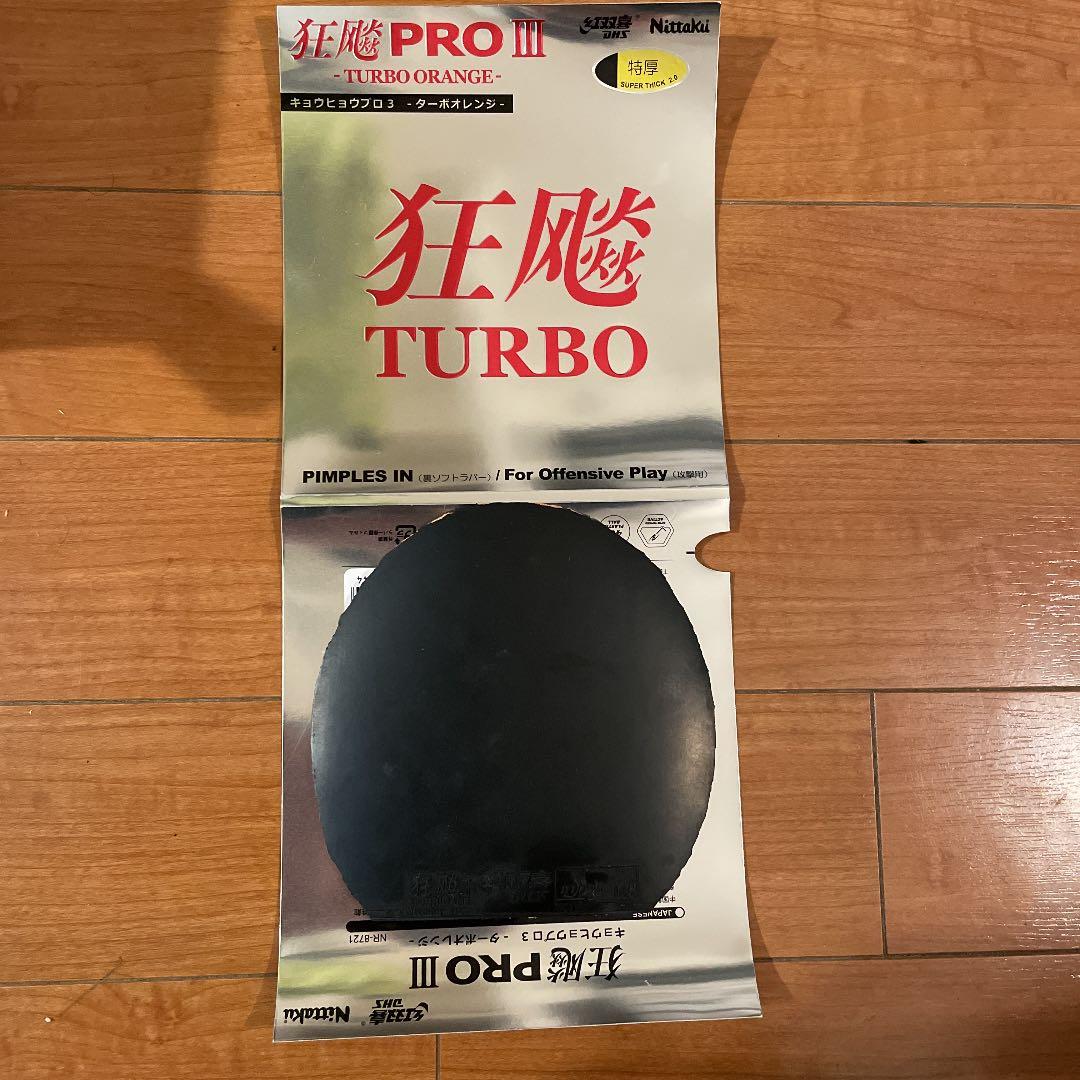 狂飚 PRO III
红双喜® DHS Nittaku
- TURBO ORANGE -
特厚
SUPER THICK 2.0
キョウヒョウプロ3 -ターボオレンジ-
狂飚
TURBO
PIMPLES IN (裏ソフトラバー) / For Offensive Play (攻撃用)
JAPANESE
NR-8721
キョウヒョウプロ3 -ターボオレンジ-
狂飚 PRO III
红双喜® DHS Nittaku